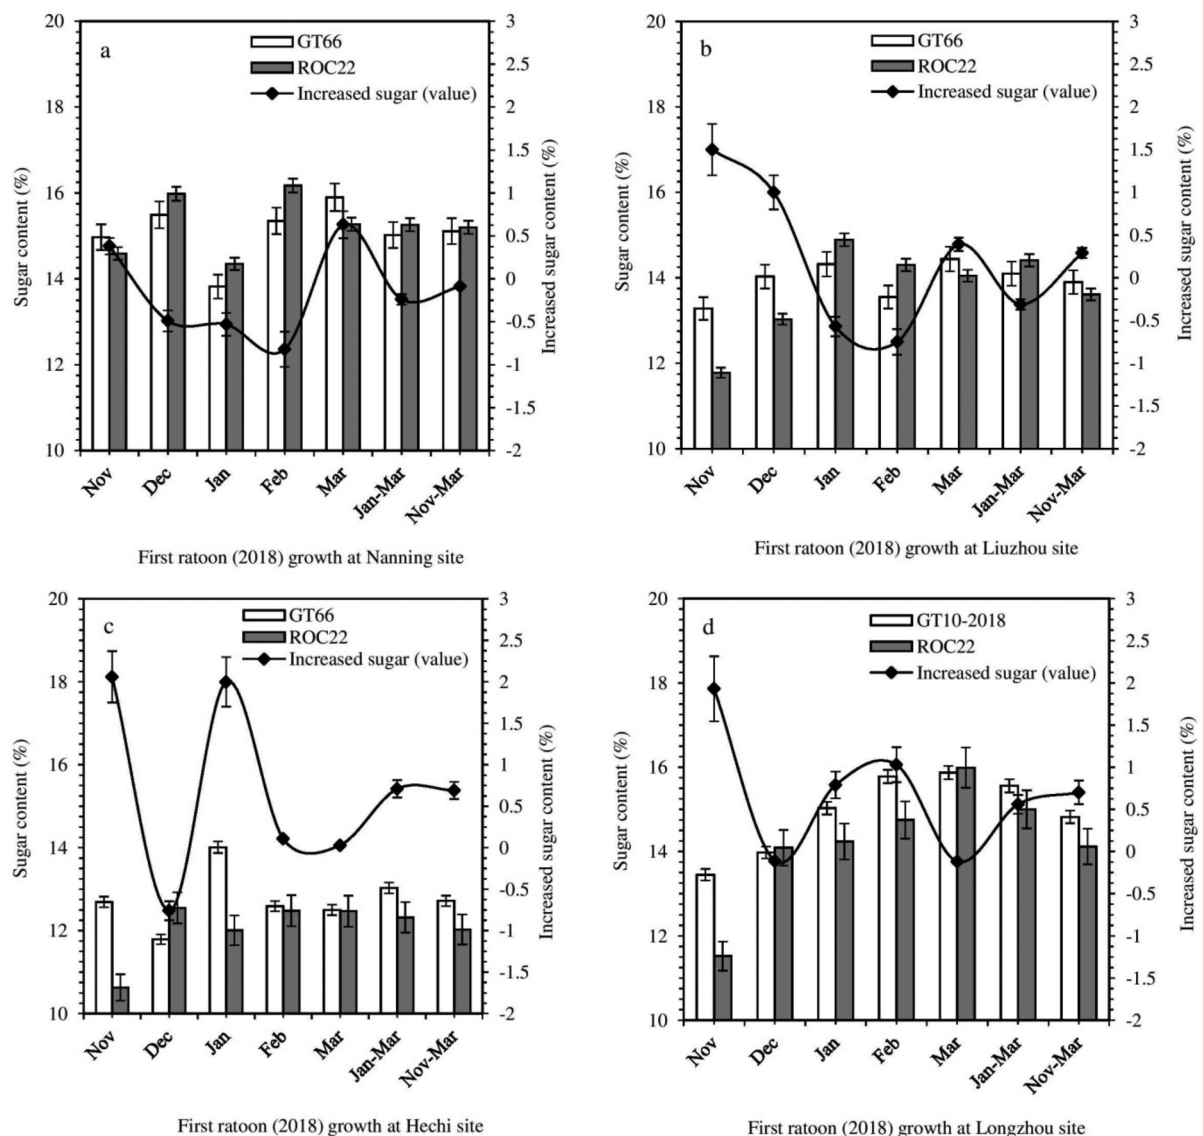 a
GT66
ROC22
Increased sugar (value)
20
18
16
14
12
10
Sugar content (%)
3
2.5
2
1.5
1
0.5
0
-0.5
-1
-1.5
-2
Increased sugar content (%)
Nov
Dec
Jan
Feb
Mar
Jan-Mar
Nov-Mar
First ratoon (2018) growth at Nanning site
b
GT66
ROC22
Increased sugar (value)
20
18
16
14
12
10
Sugar content (%)
3
2.5
2
1.5
1
0.5
0
-0.5
-1
-1.5
-2
Increased sugar content (%)
Nov
Dec
Jan
Feb
Mar
Jan-Mar
Nov-Mar
First ratoon (2018) growth at Liuzhou site
c
GT66
ROC22
Increased sugar (value)
20
18
16
14
12
10
Sugar content (%)
3
2.5
2
1.5
1
0.5
0
-0.5
-1
-1.5
-2
Increased sugar content (%)
Nov
Dec
Jan
Feb
Mar
Jan-Mar
Nov-Mar
First ratoon (2018) growth at Hechi site
d
GT10-2018
ROC22
Increased sugar (value)
20
18
16
14
12
10
Sugar content (%)
3
2.5
2
1.5
1
0.5
0
-0.5
-1
-1.5
-2
Increased sugar content (%)
Nov
Dec
Jan
Feb
Mar
Jan-Mar
Nov-Mar
First ratoon (2018) growth at Longzhou site